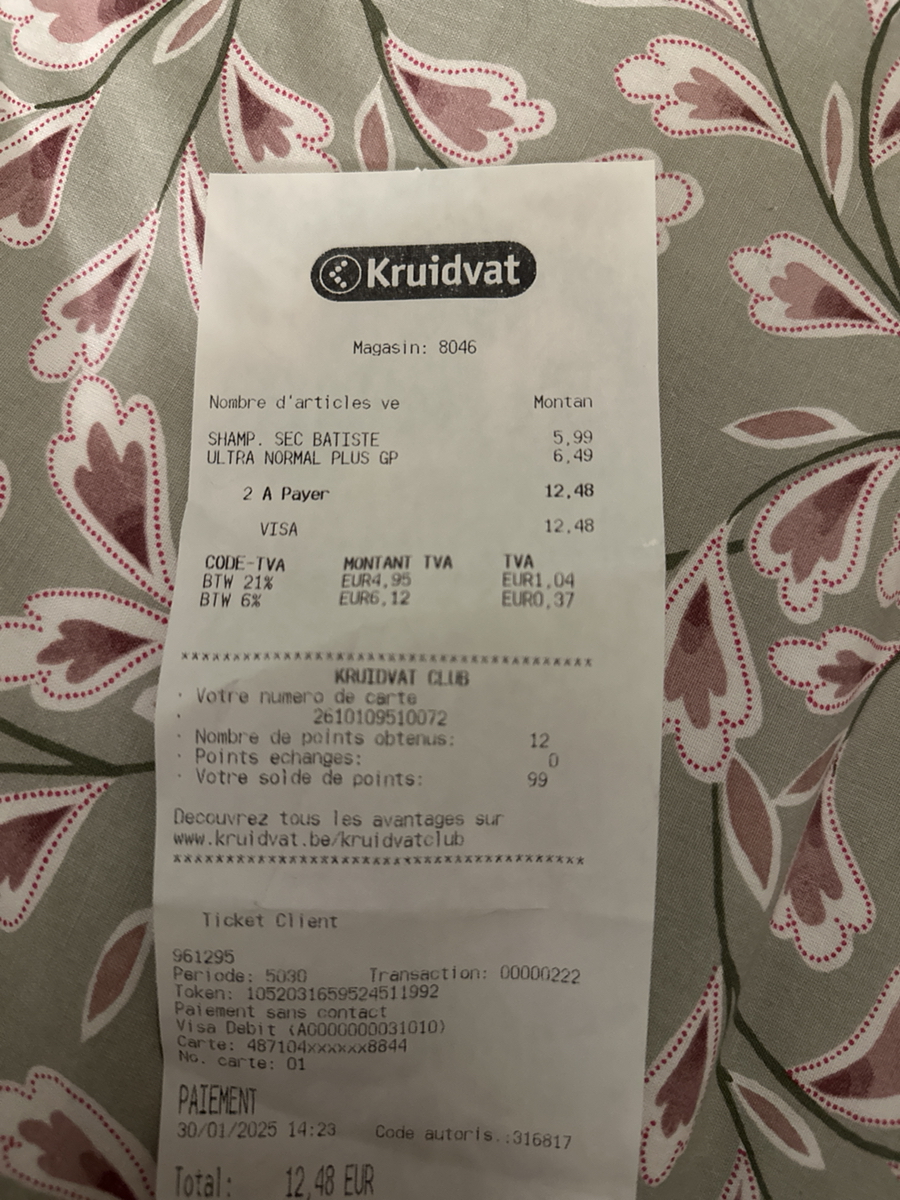 Kruidvat
Magasin: 8046
Nombre d'articles ve Montan
SHAMP. SEC BATISTE 5,99
ULTRA NORMAL PLUS GP 6,49
2 A Payer 12,48
VISA 12,48
CODE-TVA MONTANT TVA TVA
BTW 21% EUR4,95 EUR1,04
BTW 6% EUR6,12 EUR0,37
****************************************
KRUIDVAT CLUB
· Votre numero de carte
· 2610109510072
· Nombre de points obtenus: 12
· Points echanges: 0
· Votre solde de points: 99
Decouvrez tous les avantages sur
www.kruidvat.be/kruidvatclub
****************************************
Ticket Client
961295
Periode: 5030 Transaction: 00000222
Token: 1052031659524511992
Paiement sans contact
Visa Debit (A0000000031010)
Carte: 487104xxxxxx8844
No. carte: 01
PAIEMENT
30/01/2025 14:23 Code autoris.:316817
Total: 12,48 EUR